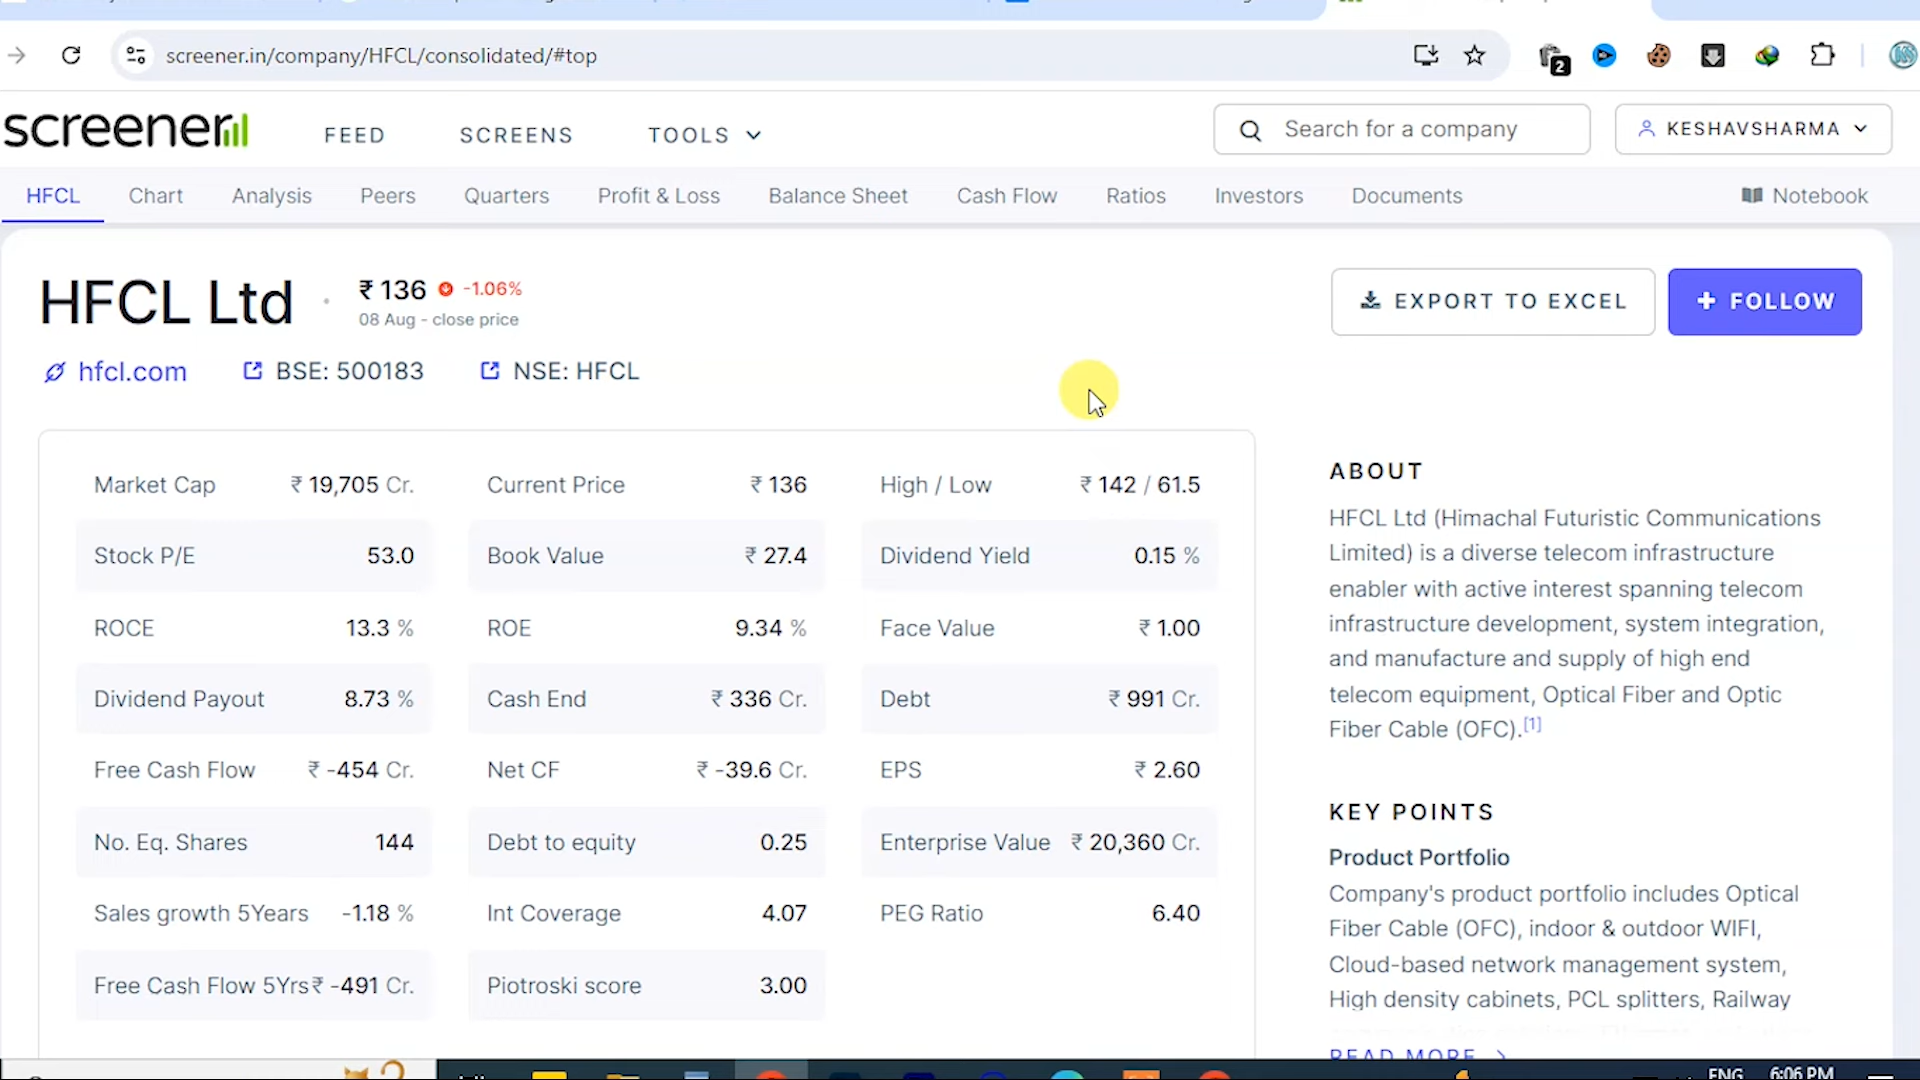 screener.in/company/HFCL/consolidated/#top
2
screener
FEED
SCREENS
TOOLS
Search for a company
KESHAVSHARMA
HFCL
Chart
Analysis
Peers
Quarters
Profit & Loss
Balance Sheet
Cash Flow
Ratios
Investors
Documents
Notebook
HFCL Ltd
₹ 136 -1.06%
08 Aug - close price
EXPORT TO EXCEL
+ FOLLOW
hfcl.com
BSE: 500183
NSE: HFCL
Market Cap ₹ 19,705 Cr.
Current Price ₹ 136
High / Low ₹ 142 / 61.5
Stock P/E 53.0
Book Value ₹ 27.4
Dividend Yield 0.15 %
ROCE 13.3 %
ROE 9.34 %
Face Value ₹ 1.00
Dividend Payout 8.73 %
Cash End ₹ 336 Cr.
Debt ₹ 991 Cr.
Free Cash Flow ₹ -454 Cr.
Net CF ₹ -39.6 Cr.
EPS ₹ 2.60
No. Eq. Shares 144
Debt to equity 0.25
Enterprise Value ₹ 20,360 Cr.
Sales growth 5Years -1.18 %
Int Coverage 4.07
PEG Ratio 6.40
Free Cash Flow 5Yrs ₹ -491 Cr.
Piotroski score 3.00
ABOUT
HFCL Ltd (Himachal Futuristic Communications
Limited) is a diverse telecom infrastructure
enabler with active interest spanning telecom
infrastructure development, system integration,
and manufacture and supply of high end
telecom equipment, Optical Fiber and Optic
Fiber Cable (OFC).[1]
KEY POINTS
Product Portfolio
Company's product portfolio includes Optical
Fiber Cable (OFC), indoor & outdoor WIFI,
Cloud-based network management system,
High density cabinets, PCL splitters, Railway
READ MORE
ENG
6:06 PM